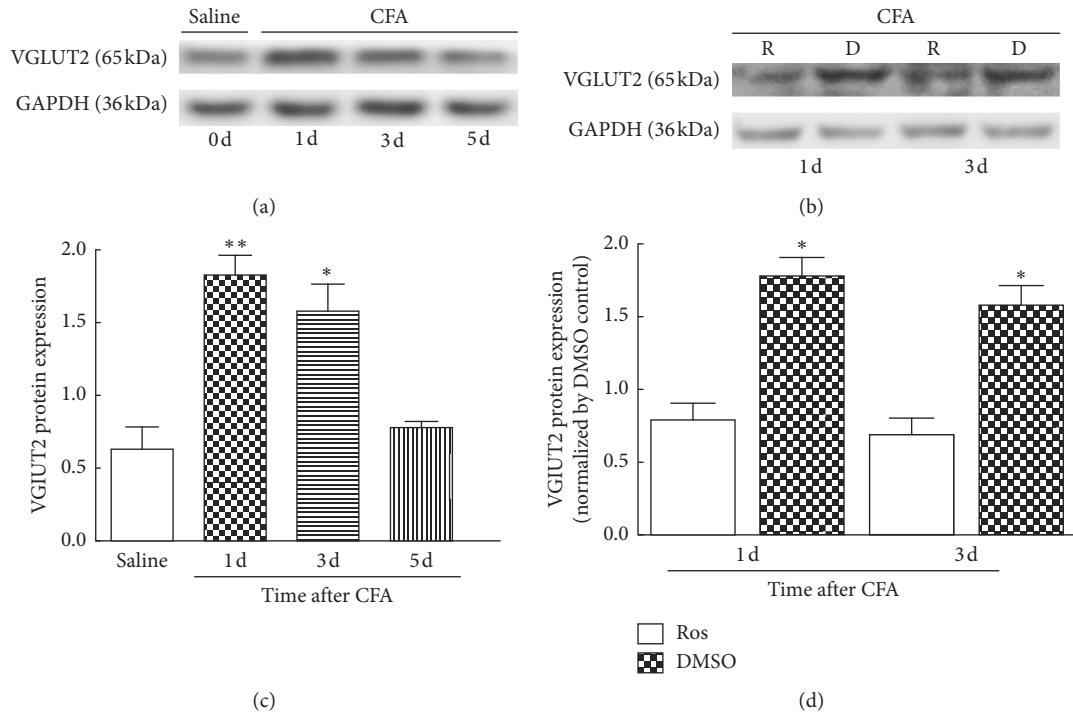 Saline CFA
VGLUT2 (65 kDa)
GAPDH (36 kDa)
0 d 1 d 3 d 5 d
(a)
CFA
R D R D
VGLUT2 (65 kDa)
GAPDH (36 kDa)
1 d 3 d
(b)
VGIUT2 protein expression
2.0
1.5
1.0
0.5
0.0
** *
Saline 1 d 3 d 5 d
Time after CFA
(c)
VGIUT2 protein expression
(normalized by DMSO control)
2.0
1.5
1.0
0.5
0.0
* *
1 d 3 d
Time after CFA
Ros
DMSO
(d)